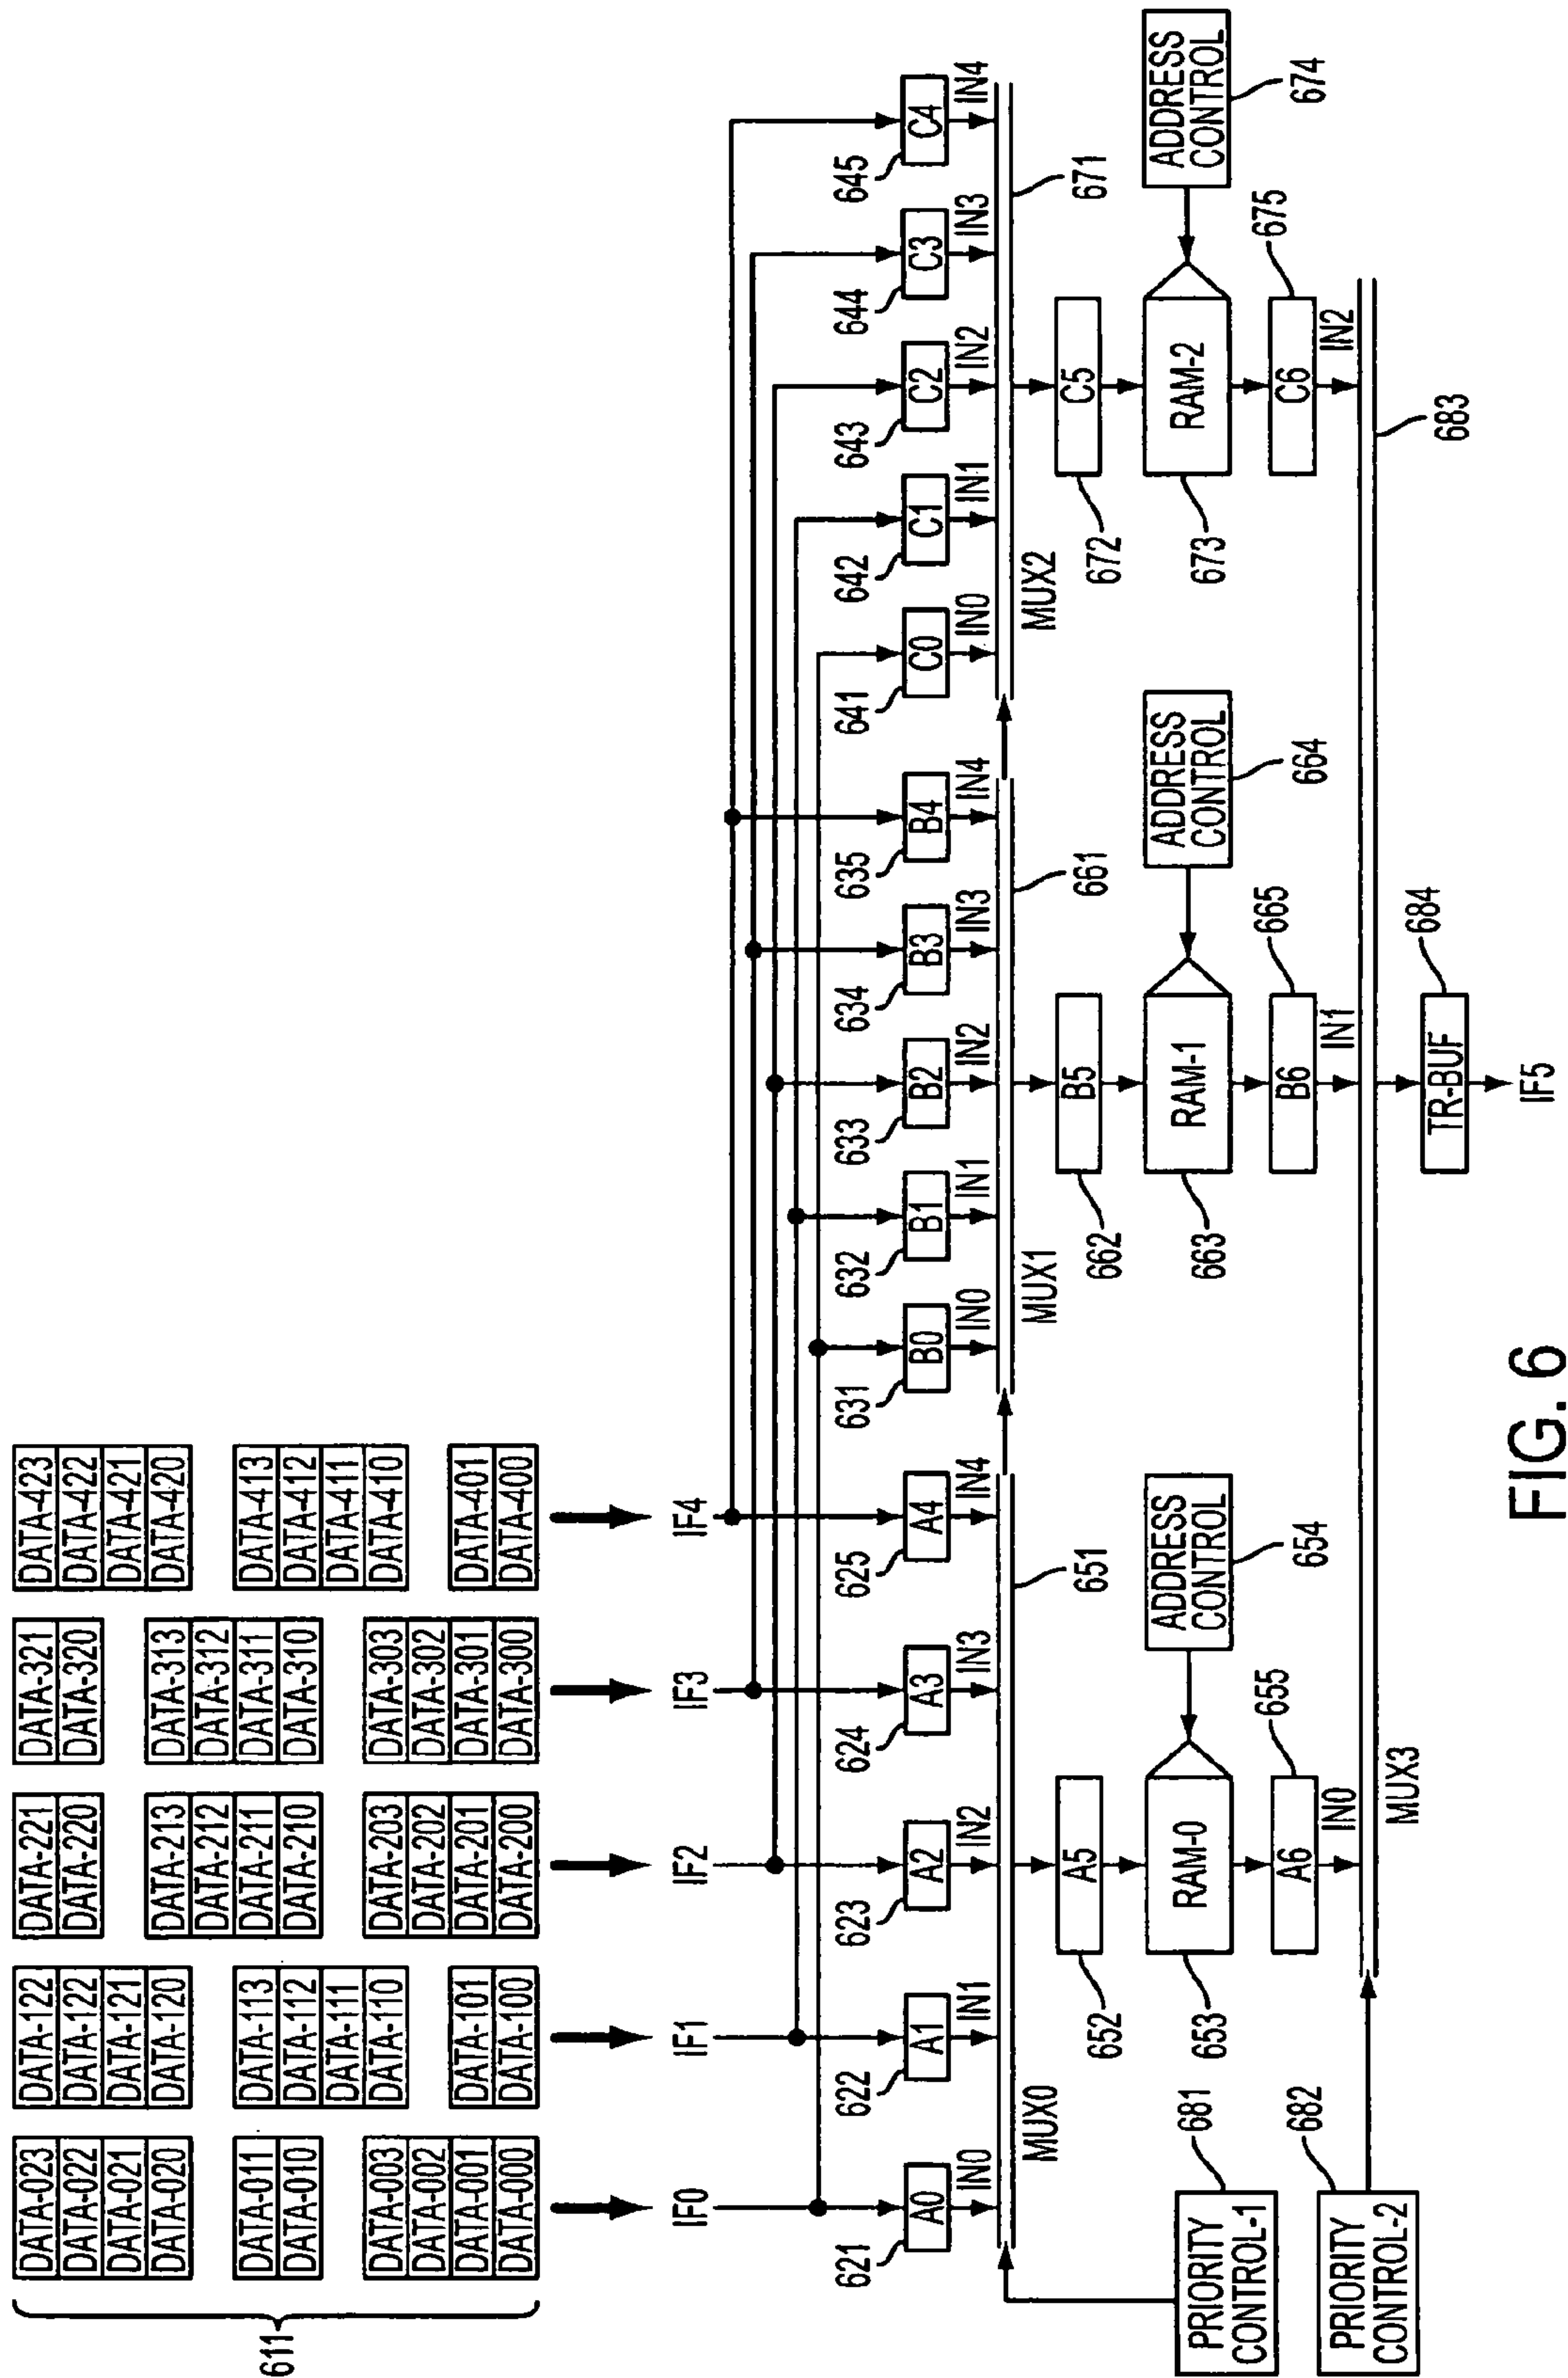 611
DATA-023
DATA-022
DATA-021
DATA-020
DATA-011
DATA-010
DATA-003
DATA-002
DATA-001
DATA-000
DATA-122
DATA-122
DATA-121
DATA-120
DATA-113
DATA-112
DATA-111
DATA-110
DATA-101
DATA-100
DATA-221
DATA-220
DATA-213
DATA-212
DATA-211
DATA-210
DATA-203
DATA-202
DATA-201
DATA-200
DATA-321
DATA-320
DATA-313
DATA-312
DATA-311
DATA-310
DATA-303
DATA-302
DATA-301
DATA-300
DATA-423
DATA-422
DATA-421
DATA-420
DATA-413
DATA-412
DATA-411
DATA-410
DATA-401
DATA-400
IF0
IF1
IF2
IF3
IF4
621
622
623
624
625
631
632
633
634
635
641
642
643
644
645
A0
A1
A2
A3
A4
B0
B1
B2
B3
B4
C0
C1
C2
C3
C4
IN0
IN1
IN2
IN3
IN4
IN0
IN1
IN2
IN3
IN4
IN0
IN1
IN2
IN3
IN4
MUX0
MUX1
MUX2
651
661
671
652
A5
662
B5
672
C5
653
RAM-0
ADDRESS
CONTROL
654
663
RAM-1
ADDRESS
CONTROL
664
673
RAM-2
ADDRESS
CONTROL
674
PRIORITY
CONTROL-1
681
A6
655
B6
665
C6
675
IN0
IN1
IN2
PRIORITY
CONTROL-2
682
MUX3
683
TR-BUF
684
IF5
FIG. 6